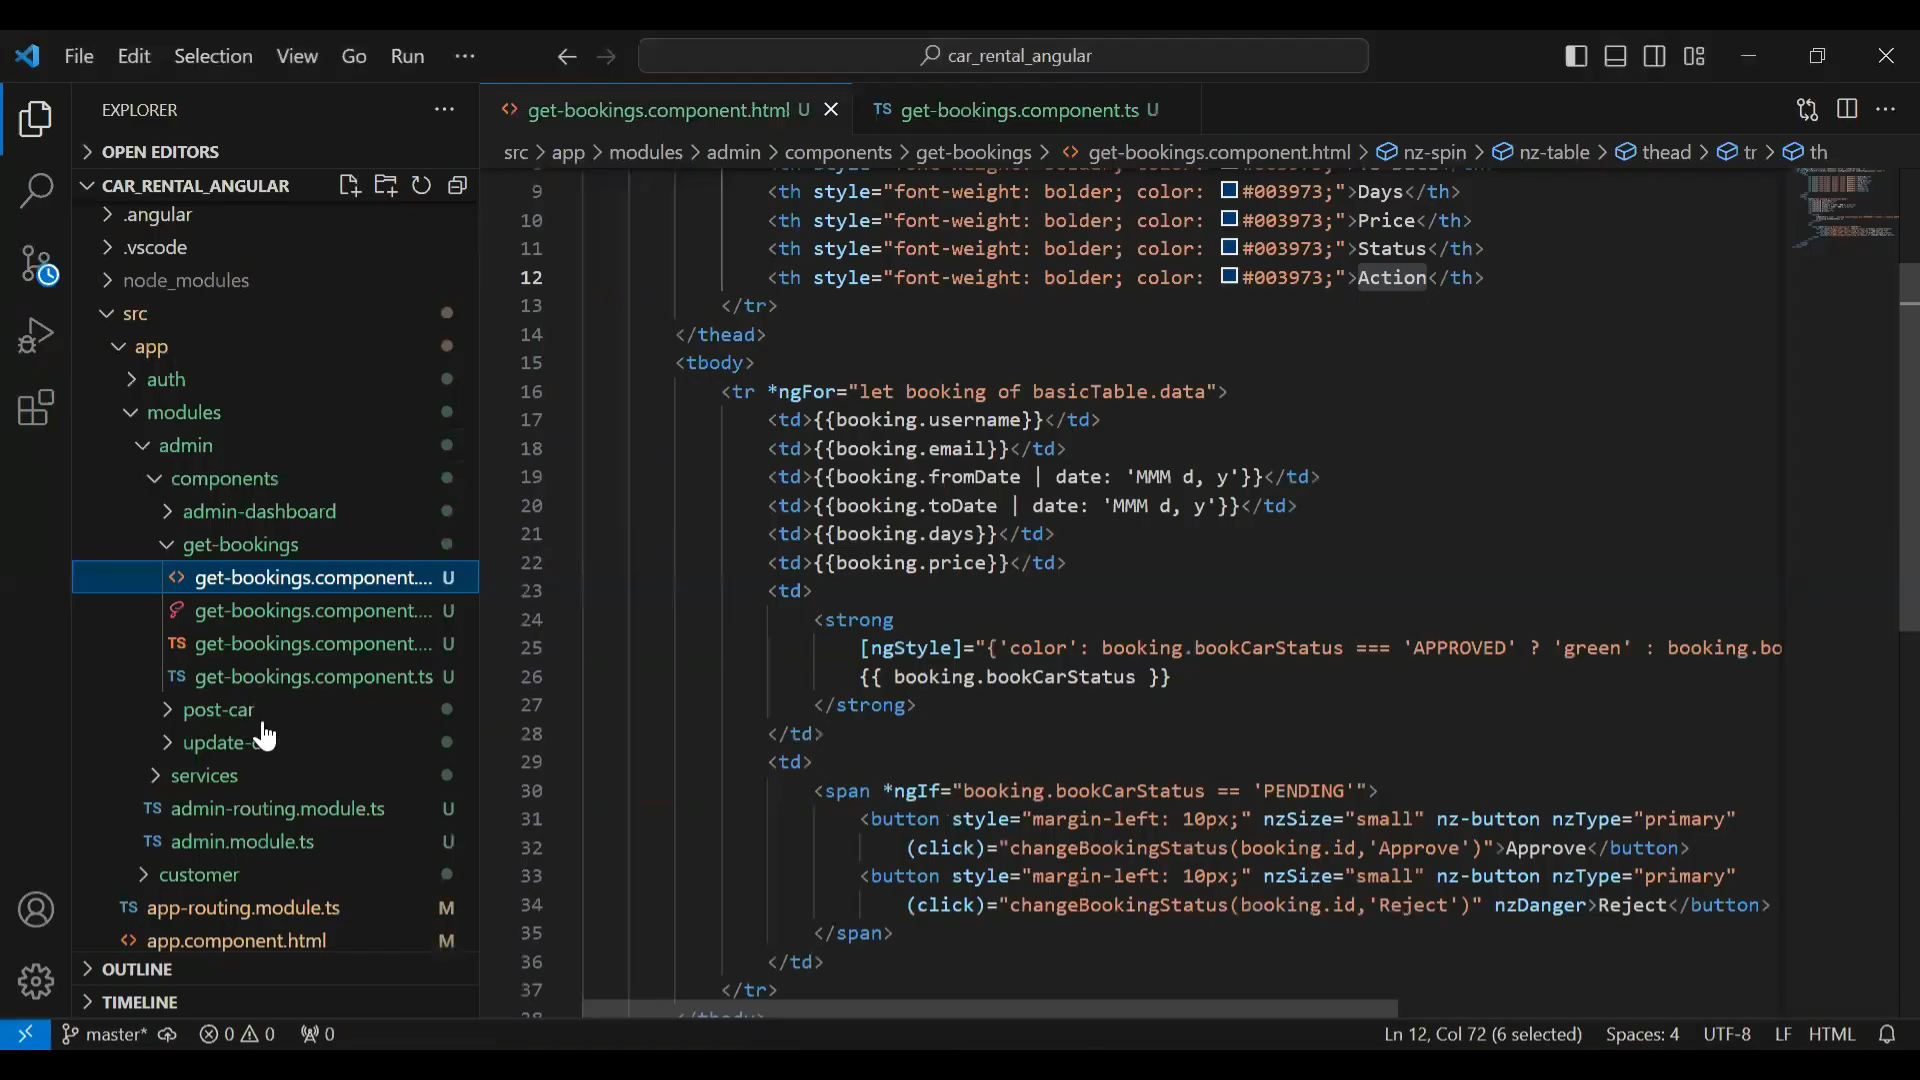 File Edit Selection View Go Run ··· car_rental_angular
EXPLORER
OPEN EDITORS
CAR_RENTAL_ANGULAR
.angular
.vscode
node_modules
src
app
auth
modules
admin
components
admin-dashboard
get-bookings
get-bookings.component.... U
get-bookings.component.... U
TS get-bookings.component.... U
TS get-bookings.component.ts U
post-car
update-
services
TS admin-routing.module.ts U
TS admin.module.ts U
customer
TS app-routing.module.ts M
<> app.component.html M
OUTLINE
TIMELINE
<> get-bookings.component.html U
TS get-bookings.component.ts U
src > app > modules > admin > components > get-bookings > <> get-bookings.component.html > nz-spin > nz-table > thead > tr > th
9 <th style="font-weight: bolder; color: #003973;">Days</th>
10 <th style="font-weight: bolder; color: #003973;">Price</th>
11 <th style="font-weight: bolder; color: #003973;">Status</th>
12 <th style="font-weight: bolder; color: #003973;">Action</th>
13 </tr>
14 </thead>
15 <tbody>
16 <tr *ngFor="let booking of basicTable.data">
17 <td>{{booking.username}}</td>
18 <td>{{booking.email}}</td>
19 <td>{{booking.fromDate | date: 'MMM d, y'}}</td>
20 <td>{{booking.toDate | date: 'MMM d, y'}}</td>
21 <td>{{booking.days}}</td>
22 <td>{{booking.price}}</td>
23 <td>
24 <strong
25 [ngStyle]="{'color': booking.bookCarStatus === 'APPROVED' ? 'green' : booking.bo
26 {{ booking.bookCarStatus }}
27 </strong>
28 </td>
29 <td>
30 <span *ngIf="booking.bookCarStatus == 'PENDING'">
31 <button style="margin-left: 10px;" nzSize="small" nz-button nzType="primary"
32 (click)="changeBookingStatus(booking.id,'Approve')">Approve</button>
33 <button style="margin-left: 10px;" nzSize="small" nz-button nzType="primary"
34 (click)="changeBookingStatus(booking.id,'Reject')" nzDanger>Reject</button>
35 </span>
36 </td>
37 </tr>
master* 0 0 0 Ln 12, Col 72 (6 selected) Spaces: 4 UTF-8 LF HTML